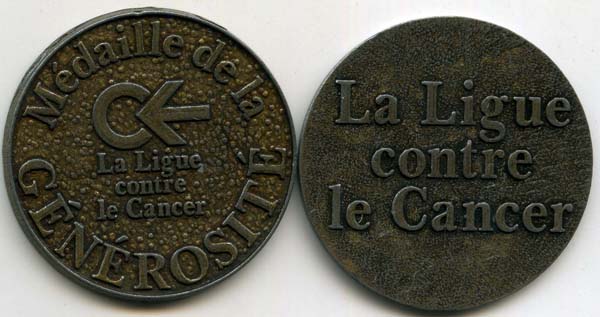 Médaille de la
La Ligue
contre
le Cancer
GÉNÉROSITÉ
La Ligue
contre
le Cancer